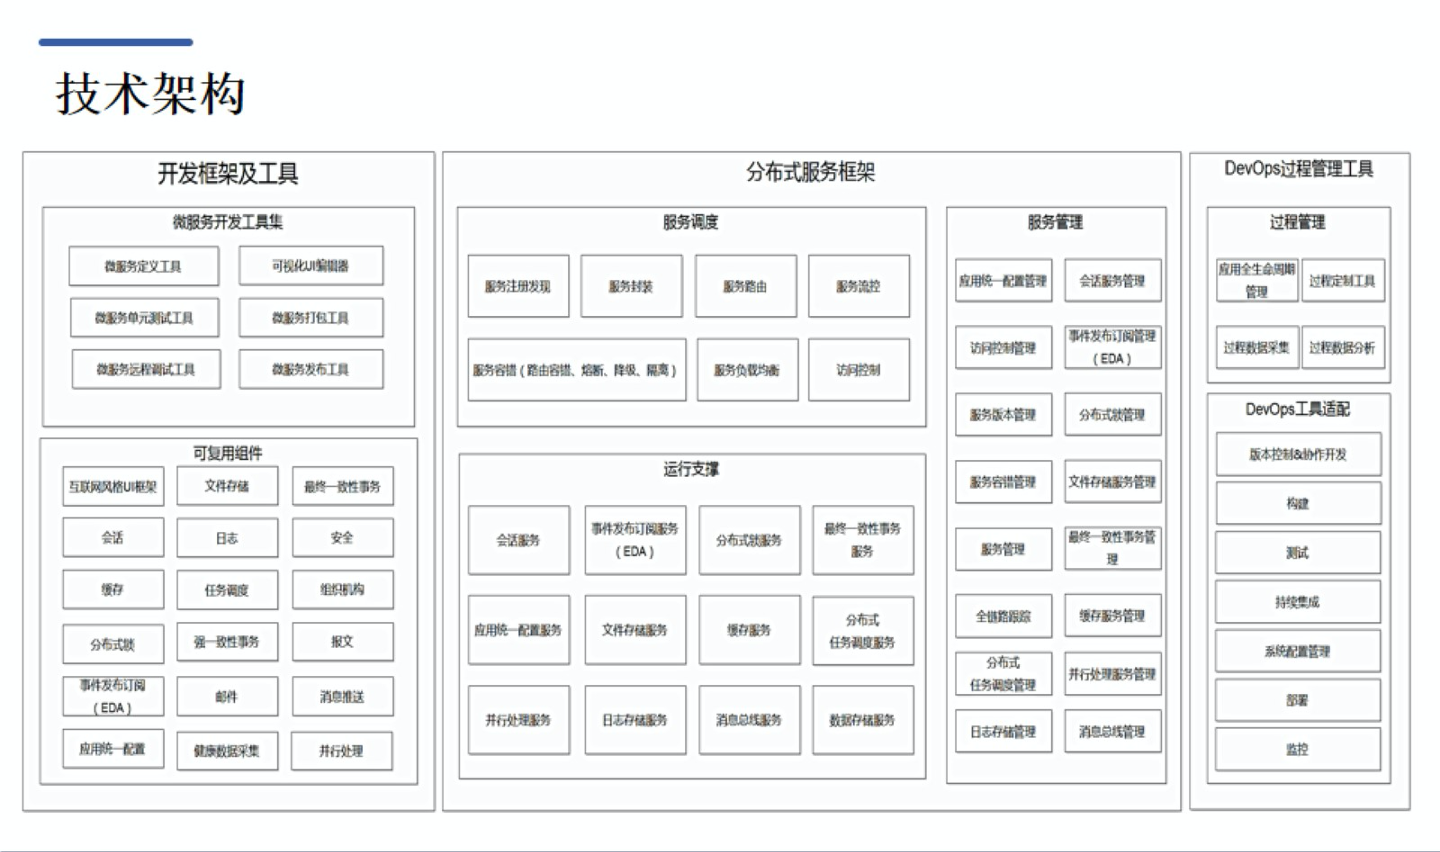 技术架构
开发框架及工具
微服务开发工具集
微服务定义工具
可视化UI编辑器
微服务单元测试工具
微服务打包工具
微服务远程调试工具
微服务发布工具
可复用组件
互联网风格UI框架
文件存储
最终一致性事务
会话
日志
安全
缓存
任务调度
组织机构
分布式锁
强一致性事务
报文
事件发布订阅
（EDA）
邮件
消息推送
应用统一配置
健康数据采集
并行处理
分布式服务框架
服务调度
服务注册发现
服务封装
服务路由
服务流控
服务容错（路由容错、熔断、降级、隔离）
服务负载均衡
访问控制
运行支撑
会话服务
事件发布订阅服务
（EDA）
分布式锁服务
最终一致性事务
服务
应用统一配置服务
文件存储服务
缓存服务
分布式
任务调度服务
并行处理服务
日志存储服务
消息总线服务
数据存储服务
服务管理
应用统一配置管理
会话服务管理
访问控制管理
事件发布订阅管理
（EDA）
服务版本管理
分布式锁管理
服务容错管理
文件存储服务管理
服务管理
最终一致性事务管
理
全链路跟踪
缓存服务管理
分布式
任务调度管理
并行处理服务管理
日志存储管理
消息总线管理
DevOps过程管理工具
过程管理
应用全生命周期
管理
过程定制工具
过程数据采集
过程数据分析
DevOps工具适配
版本控制&协作开发
构建
测试
持续集成
系统配置管理
部署
监控